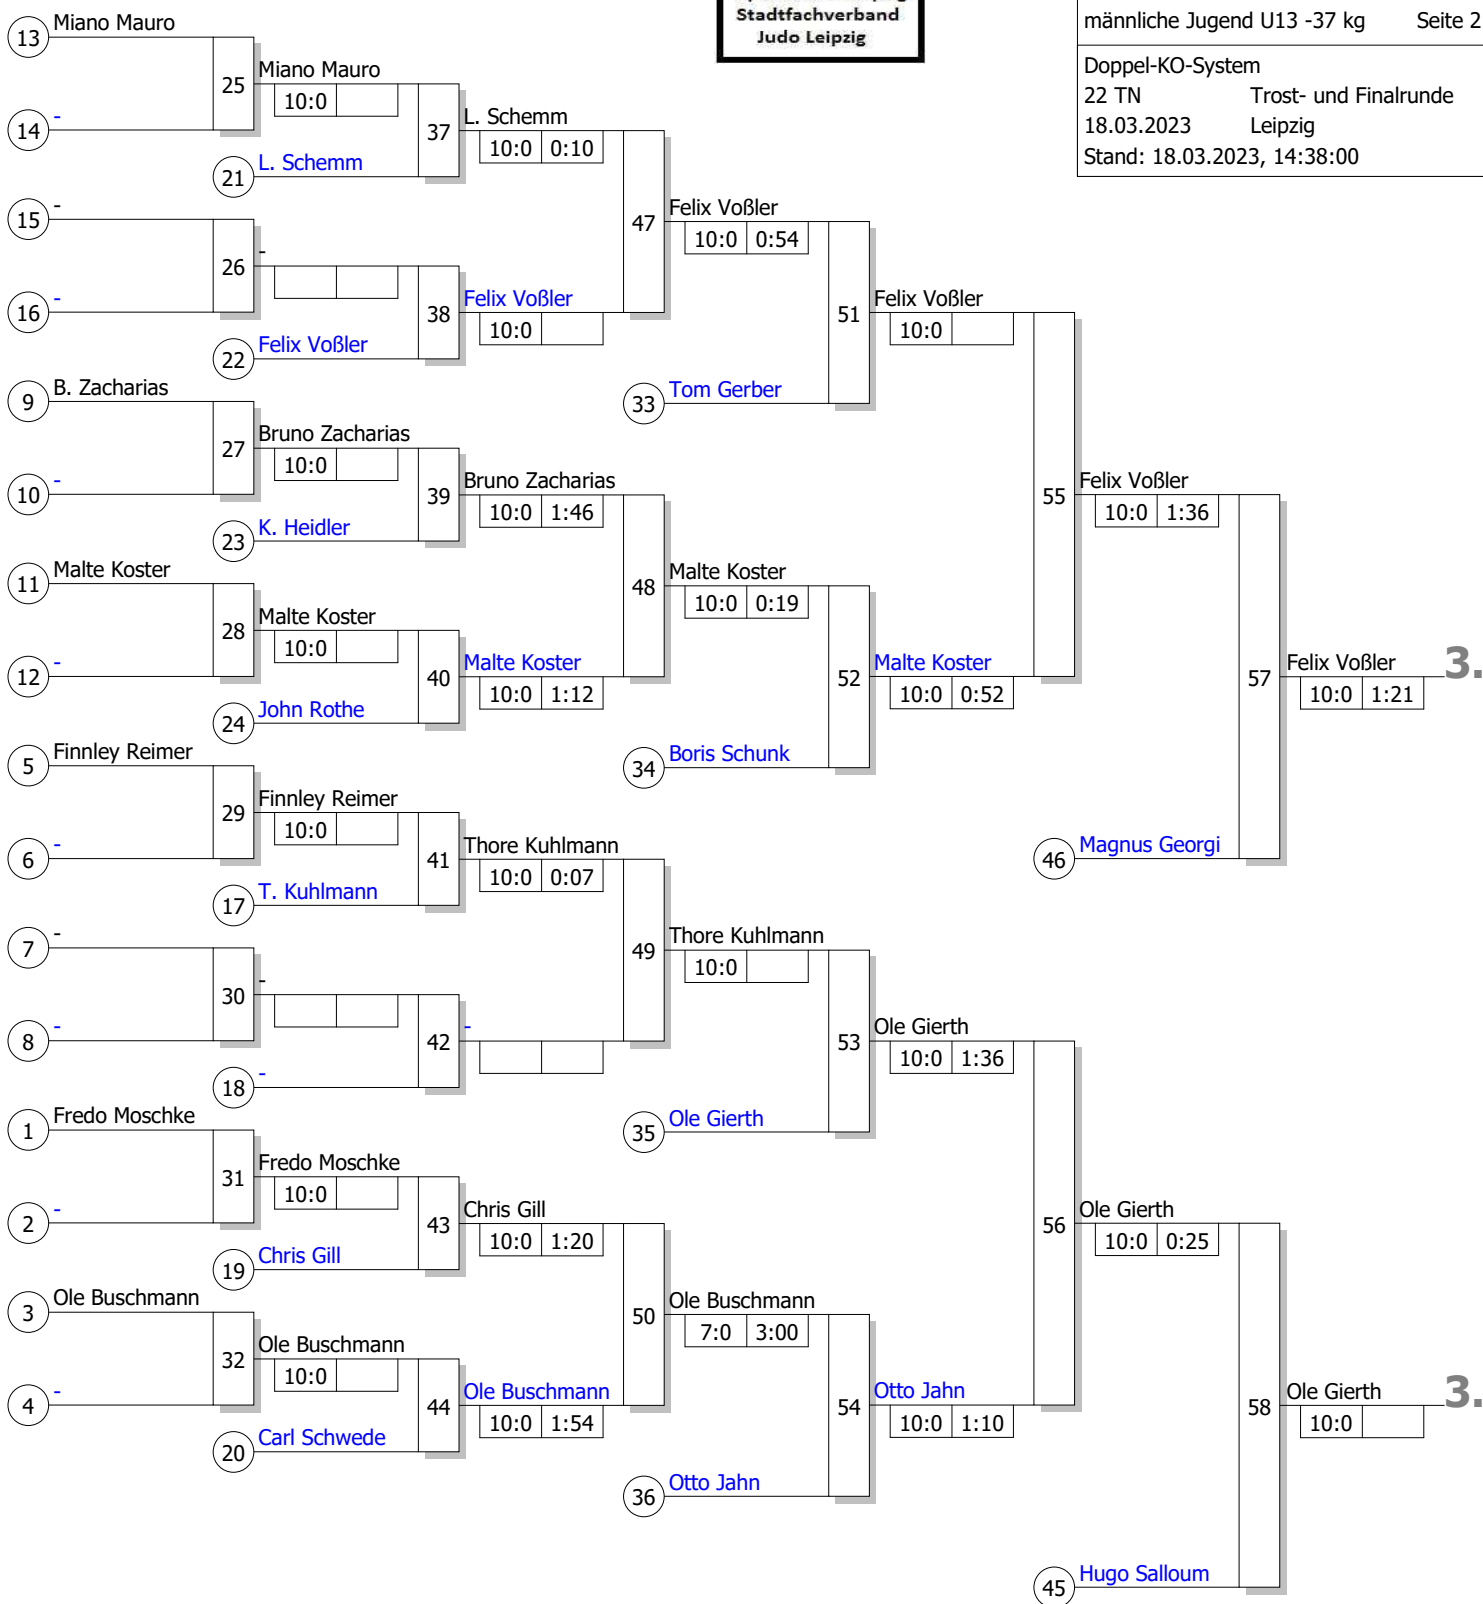 Stadtfachverband
Judo Leipzig
männliche Jugend U13 -37 kg Seite 2
Doppel-KO-System
22 TN Trost- und Finalrunde
18.03.2023 Leipzig
Stand: 18.03.2023, 14:38:00
13 Miano Mauro
25 Miano Mauro
10:0
14 -
37 L. Schemm
10:0 0:10
21 L. Schemm
15 -
47 Felix Voßler
10:0 0:54
26 -
16 -
38 Felix Voßler
10:0
22 Felix Voßler
51 Felix Voßler
10:0
9 B. Zacharias
33 Tom Gerber
27 Bruno Zacharias
10:0
10 -
39 Bruno Zacharias
10:0 1:46
23 K. Heidler
55 Felix Voßler
10:0 1:36
11 Malte Koster
48 Malte Koster
10:0 0:19
28 Malte Koster
10:0
12 -
40 Malte Koster
10:0 1:12
24 John Rothe
52 Malte Koster
10:0 0:52
57 Felix Voßler 3.
10:0 1:21
5 Finnley Reimer
34 Boris Schunk
29 Finnley Reimer
10:0
6 -
41 Thore Kuhlmann
10:0 0:07
46 Magnus Georgi
17 T. Kuhlmann
7 -
49 Thore Kuhlmann
10:0
30 -
8 -
42 -
18 -
53 Ole Gierth
10:0 1:36
1 Fredo Moschke
35 Ole Gierth
31 Fredo Moschke
10:0
2 -
43 Chris Gill
10:0 1:20
19 Chris Gill
56 Ole Gierth
10:0 0:25
3 Ole Buschmann
50 Ole Buschmann
7:0 3:00
32 Ole Buschmann
10:0
4 -
44 Ole Buschmann
10:0 1:54
20 Carl Schwede
54 Otto Jahn
10:0 1:10
58 Ole Gierth 3.
10:0
36 Otto Jahn
45 Hugo Salloum